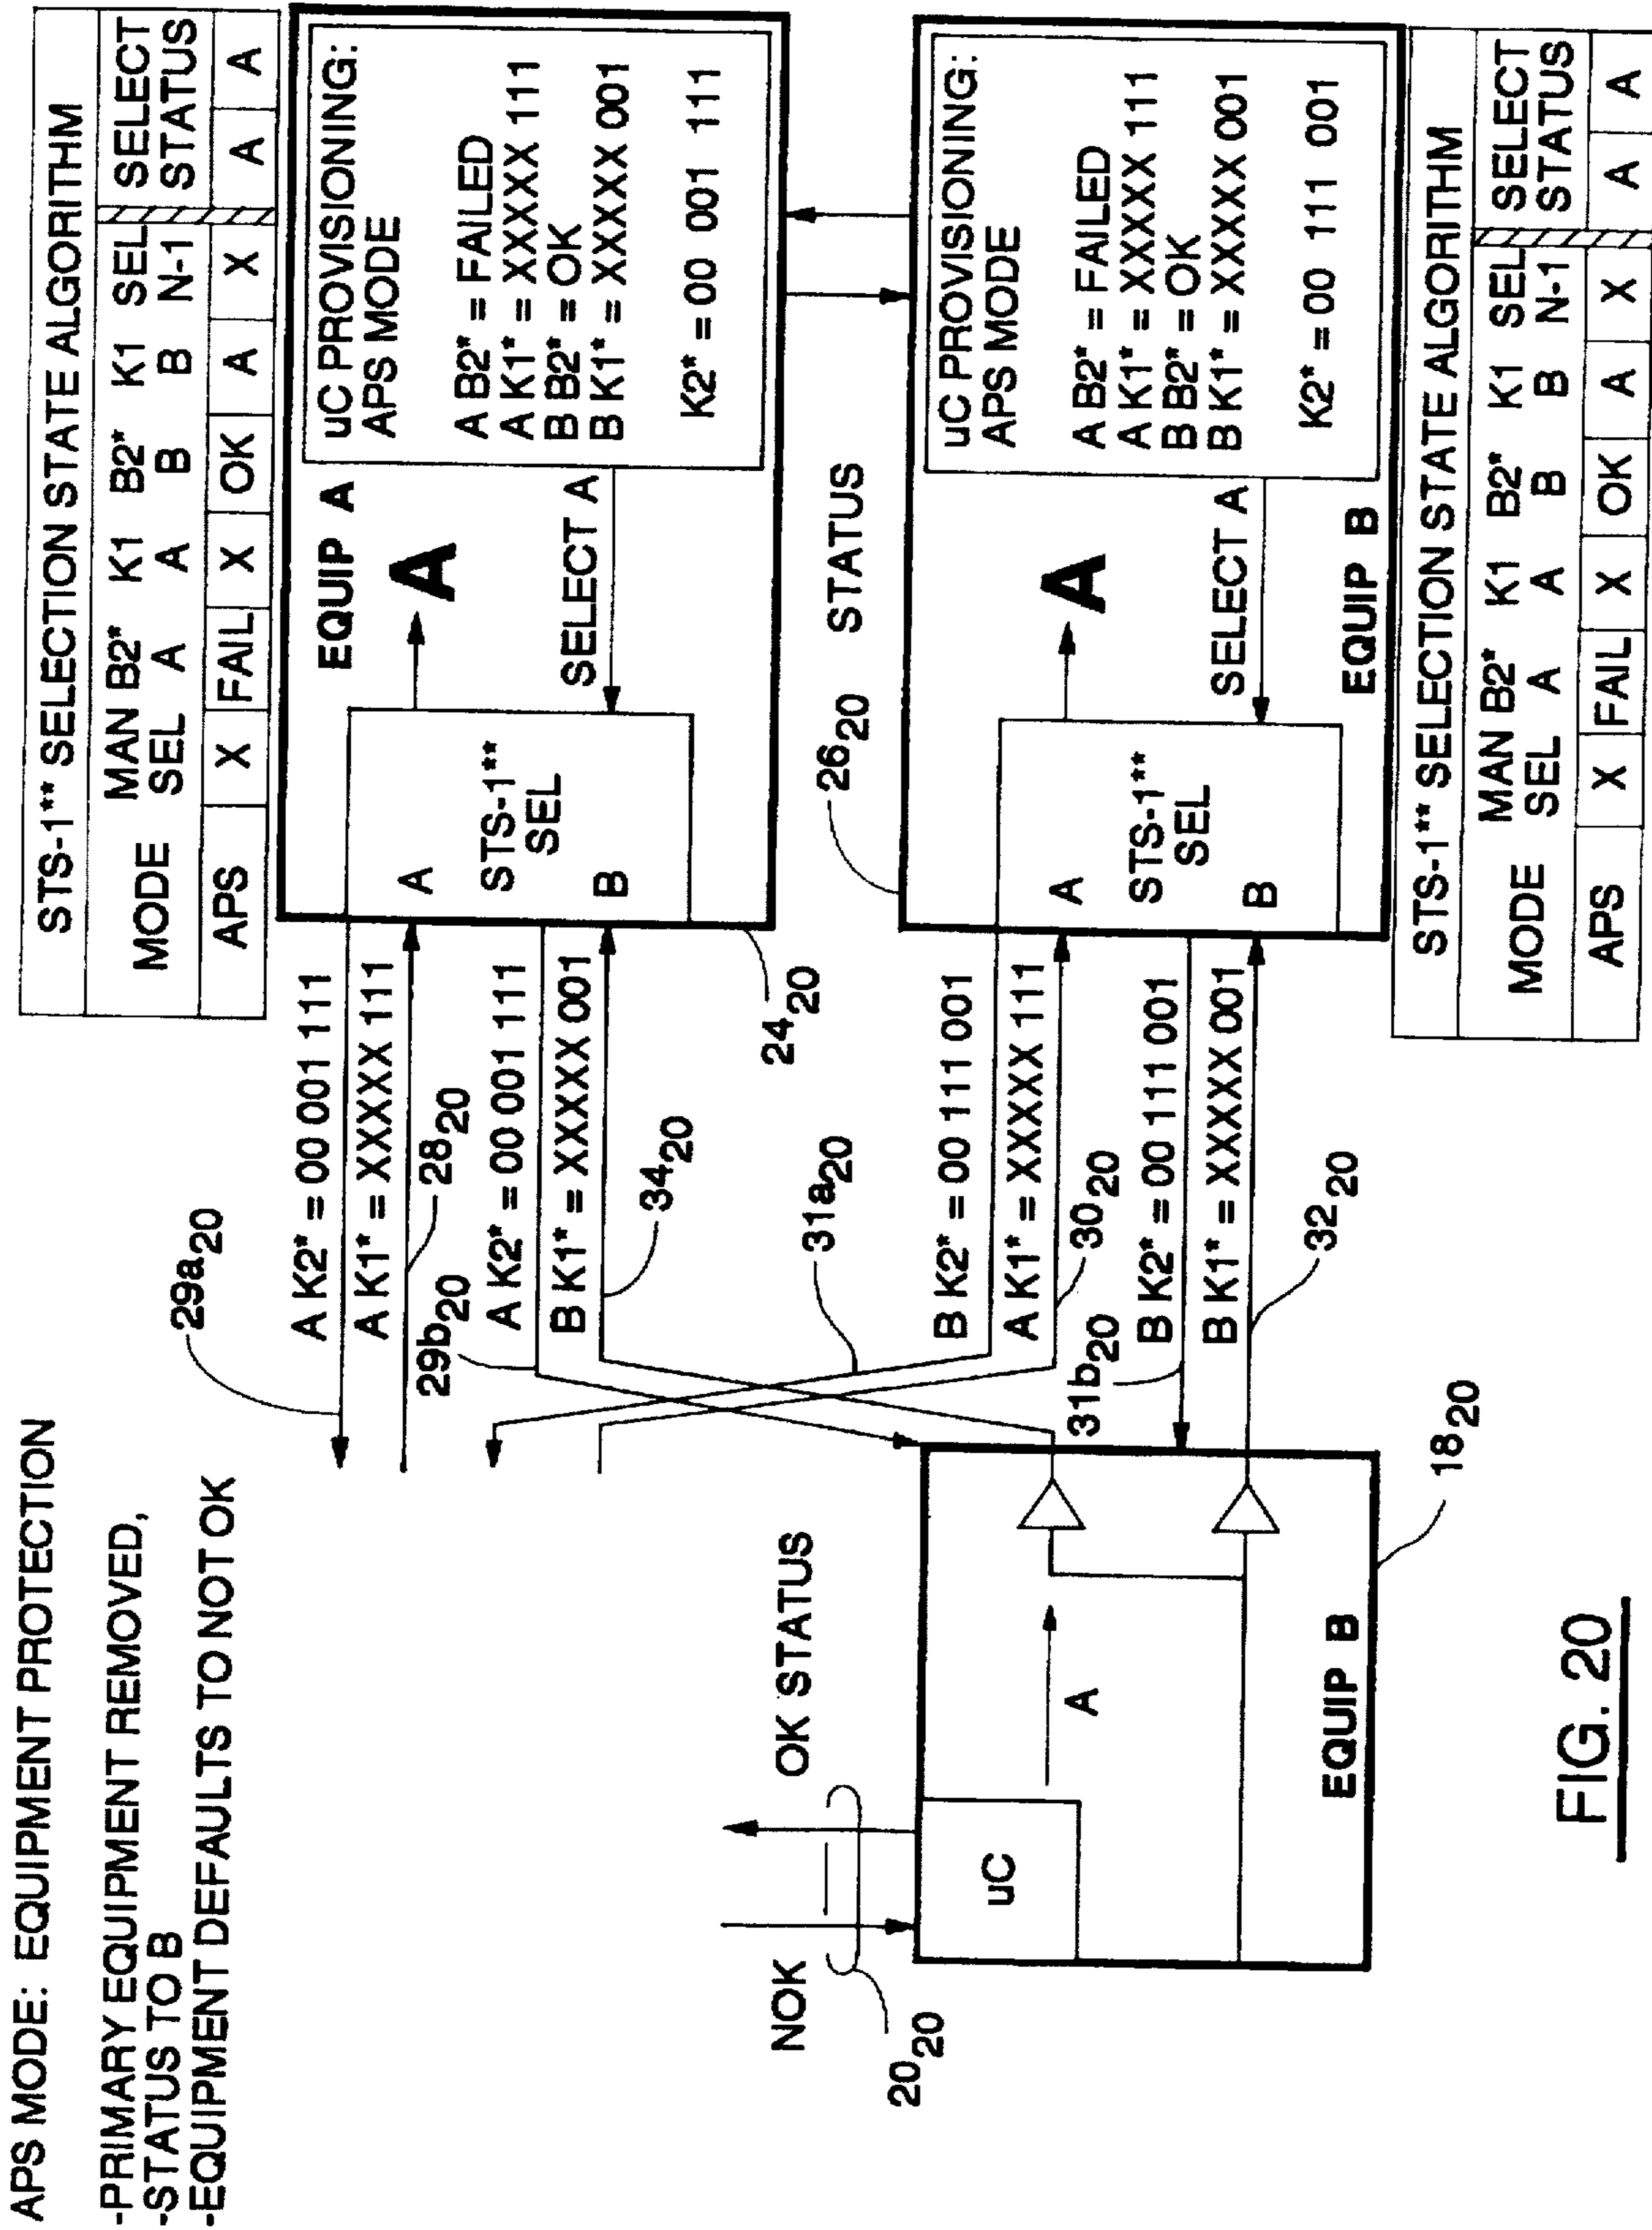 APS MODE: EQUIPMENT PROTECTION
-PRIMARY EQUIPMENT REMOVED,
-STATUS TO B
-EQUIPMENT DEFAULTS TO NOT OK
STS-1** SELECTION STATE ALGORITHM
MODE MAN B2* K1 B2* K1 SEL SELECT
SEL A A B B N-1 STATUS
APS X FAIL X OK A X A A
29a20
A K2* = 00 001 111
A K1* = XXXXX 111
2820
29b20
A K2* = 00 001 111
B K1* = XXXXX 001
3420
2420
A
STS-1**
SEL
B
EQUIP A
A
SELECT A
uC PROVISIONING:
APS MODE
A B2* = FAILED
A K1* = XXXXX 111
B B2* = OK
B K1* = XXXXX 001
K2* = 00 001 111
STATUS
2620
31a20
B K2* = 00 111 001
A K1* = XXXXX 111
3020
31b20
B K2* = 00 111 001
B K1* = XXXXX 001
3220
A
STS-1**
SEL
B
A
SELECT A
EQUIP B
uC PROVISIONING:
APS MODE
A B2* = FAILED
A K1* = XXXXX 111
B B2* = OK
B K1* = XXXXX 001
K2* = 00 111 001
NOK
OK STATUS
2020
uC
A
EQUIP B
1820
STS-1** SELECTION STATE ALGORITHM
MODE MAN B2* K1 B2* K1 SEL SELECT
SEL A A B B N-1 STATUS
APS X FAIL X OK A X A A
FIG. 20